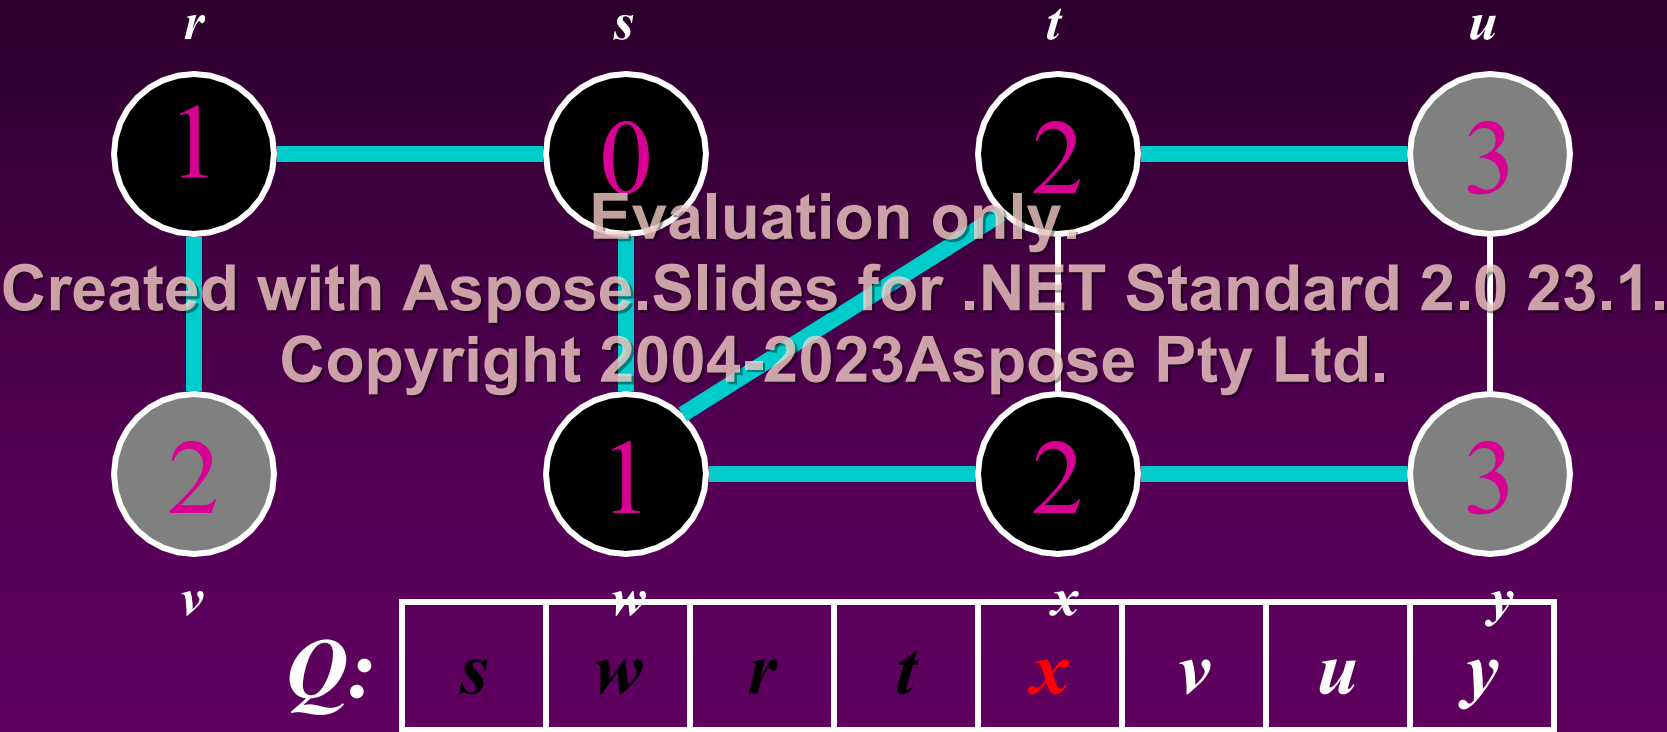 r s t u
1 0 2 3
Evaluation only.
Created with Aspose.Slides for .NET Standard 2.0 23.1.
Copyright 2004-2023Aspose Pty Ltd.
2 1 2 3
v w x y
Q: s w r t x v u y